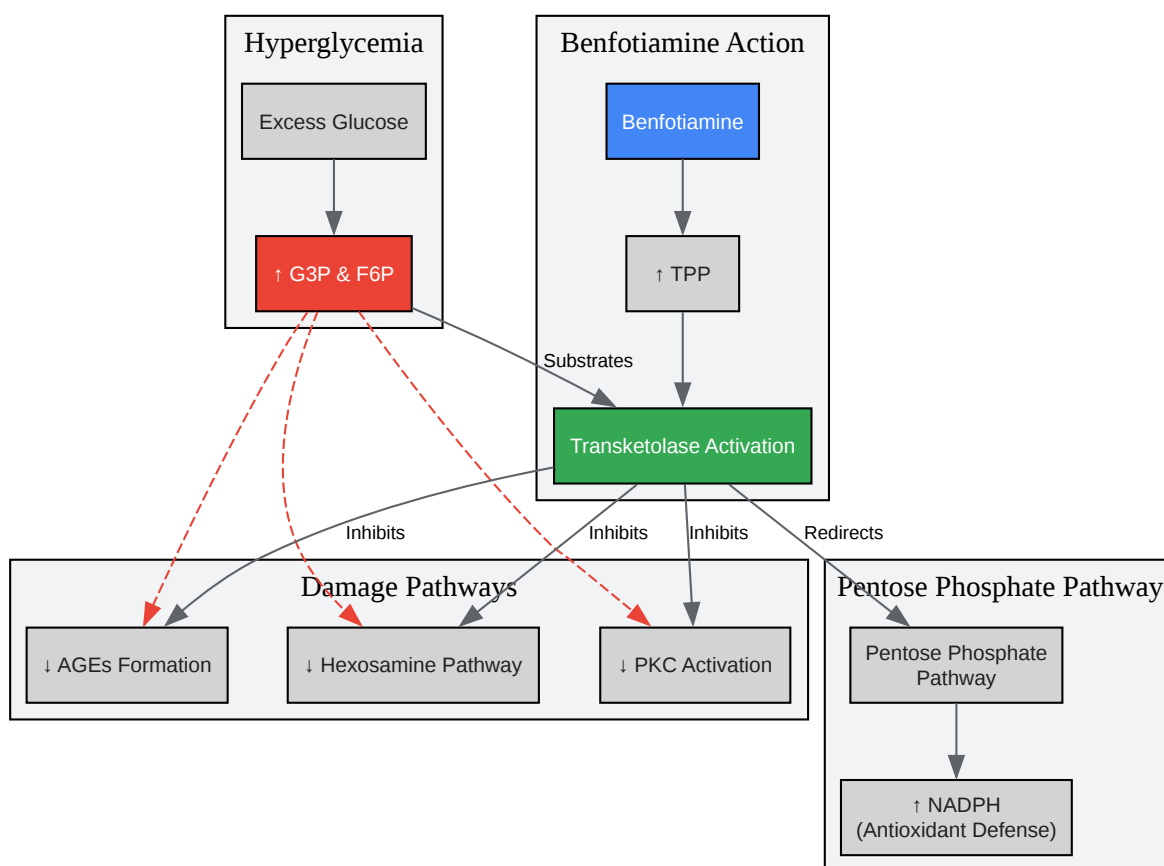 Hyperglycemia
Benfotiamine Action
Excess Glucose
Benfotiamine
↑ G3P & F6P
↑ TPP
Substrates
Transketolase Activation
Inhibits
Inhibits
Inhibits
Redirects
Damage Pathways
Pentose Phosphate Pathway
↓ AGEs Formation
↓ Hexosamine Pathway
↓ PKC Activation
Pentose Phosphate
Pathway
↑ NADPH
(Antioxidant Defense)